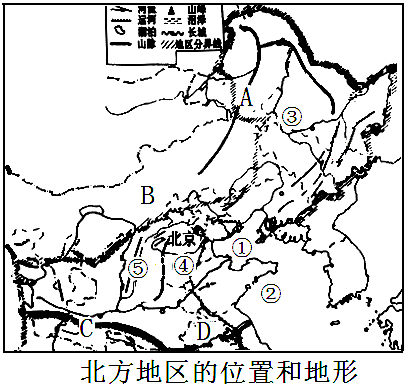 河流 山峰
运河 沼泽
湖泊 长城
山脉 地区分界线
A
③
B
北京
①
⑤ ④
②
C D
北方地区的位置和地形